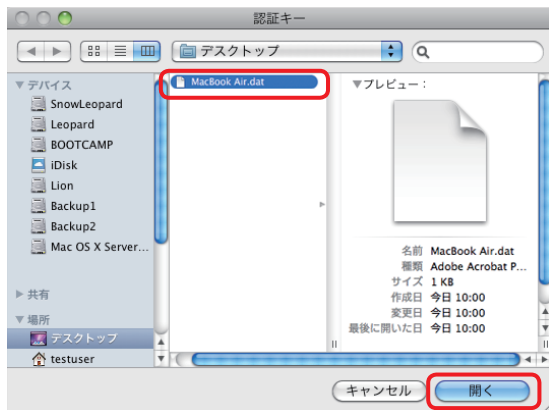 認証キー
デスクトップ
▼デバイス
SnowLeopard
Leopard
BOOTCAMP
iDisk
Lion
Backup1
Backup2
Mac OS X Server...
▶共有
▼場所
デスクトップ
testuser
MacBook Air.dat
▼プレビュー：
名前 MacBook Air.dat
種類 Adobe Acrobat P...
サイズ 1 KB
作成日 今日 10:00
変更日 今日 10:00
最後に開いた日 今日 10:00
キャンセル
開く